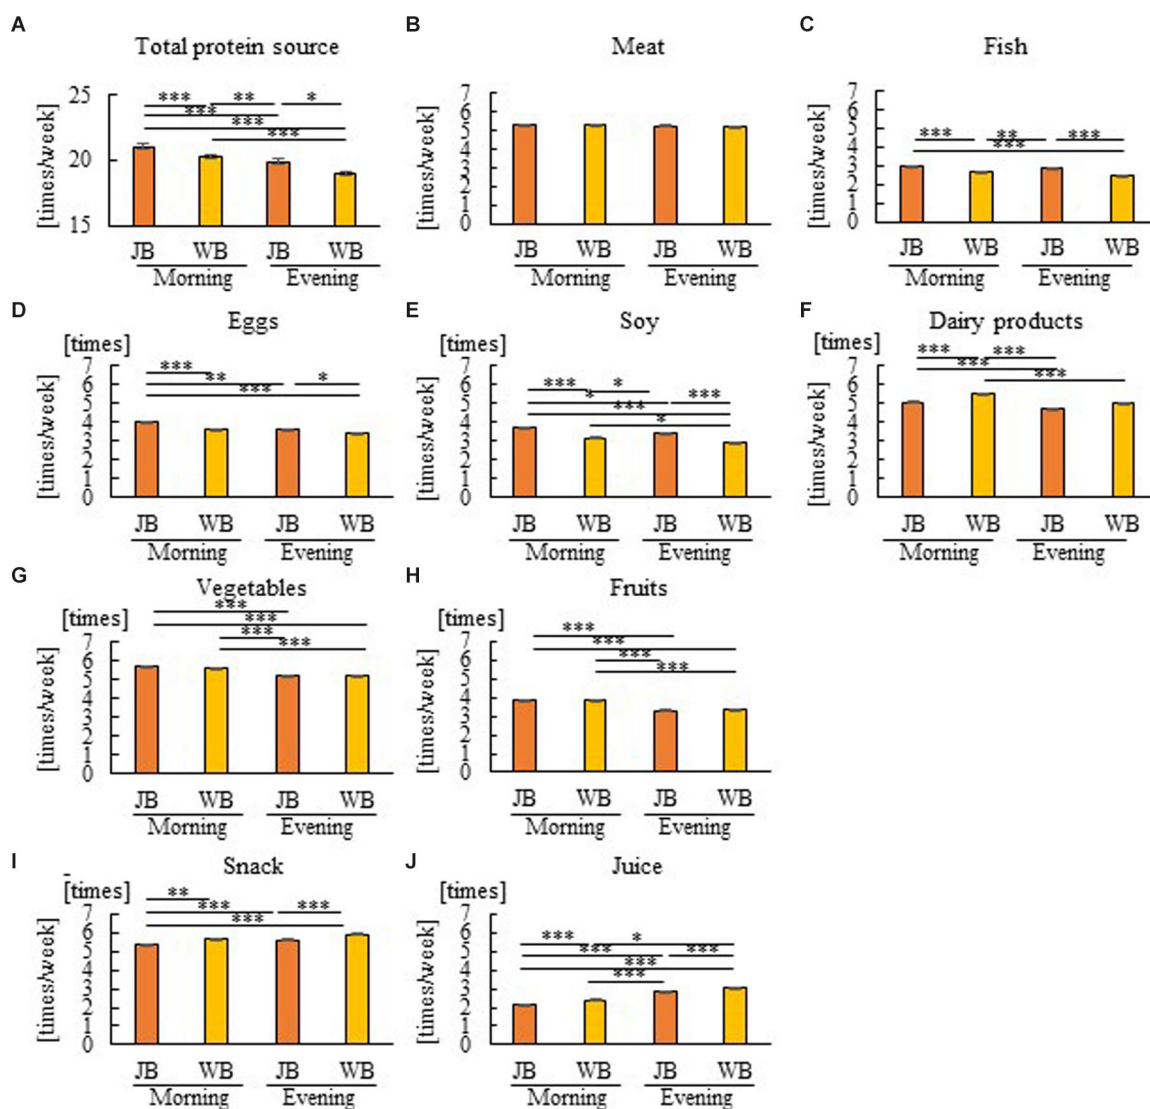 A
Total protein source
[times/week]
25
20
15
*** ** *
***
***
***
JB WB JB WB
Morning Evening
B
Meat
[times/week]
7
6
5
4
3
2
1
0
JB WB JB WB
Morning Evening
C
Fish
[times/week]
7
6
5
4
3
2
1
0
*** ** ***
***
JB WB JB WB
Morning Evening
D
Eggs
[times]
[times/week]
7
6
5
4
3
2
1
0
***
** *
***
JB WB JB WB
Morning Evening
E
Soy
[times/week]
7
6
5
4
3
2
1
0
*** *
* ***
***
*
JB WB JB WB
Morning Evening
F
Dairy products
[times]
[times/week]
7
6
5
4
3
2
1
0
*** ***
***
***
JB WB JB WB
Morning Evening
G
Vegetables
[times]
[times/week]
7
6
5
4
3
2
1
0
***
***
***
***
JB WB JB WB
Morning Evening
H
Fruits
[times/week]
7
6
5
4
3
2
1
0
***
***
***
***
JB WB JB WB
Morning Evening
I
Snack
[times]
[times/week]
7
6
5
4
3
2
1
0
**
*** ***
***
JB WB JB WB
Morning Evening
J
Juice
[times]
[times/week]
7
6
5
4
3
2
1
0
*** *
*** ***
***
***
JB WB JB WB
Morning Evening